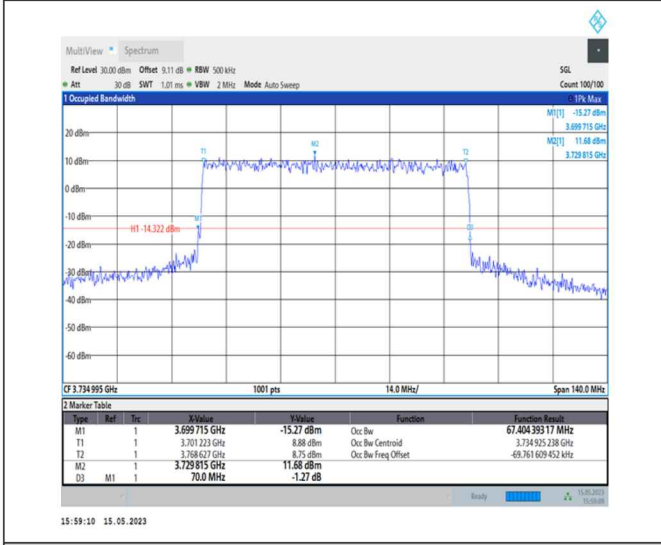 MultiView Spectrum
Ref Level 30.00 dBm Offset 9.11 dB RBW 500 kHz SGL
Att 30 dB SWT 1.01 ms VBW 2 MHz Mode Auto Sweep Count 100/100
1 Occupied Bandwidth 1Pk Max
M1[1] -15.27 dBm
3.699 715 GHz
20 dBm M2[1] 11.68 dBm
3.729 815 GHz
T1 M2 T2
10 dBm
0 dBm
-10 dBm
M1
H1 -14.322 dBm D3
-20 dBm
-30 dBm
-40 dBm
-50 dBm
-60 dBm
CF 3.734 995 GHz 1001 pts 14.0 MHz/ Span 140.0 MHz
2 Marker Table
Type Ref Trc X-Value Y-Value Function Function Result
M1 1 3.699 715 GHz -15.27 dBm Occ Bw 67.404 393 17 MHz
T1 1 3.701 223 GHz 8.88 dBm Occ Bw Centroid 3.734 925 238 GHz
T2 1 3.768 627 GHz 8.75 dBm Occ Bw Freq Offset -69.761 609 452 kHz
M2 1 3.729 815 GHz 11.68 dBm
D3 M1 1 70.0 MHz -1.27 dB
Ready 15.05.2023
15:59:09
15:59:10 15.05.2023